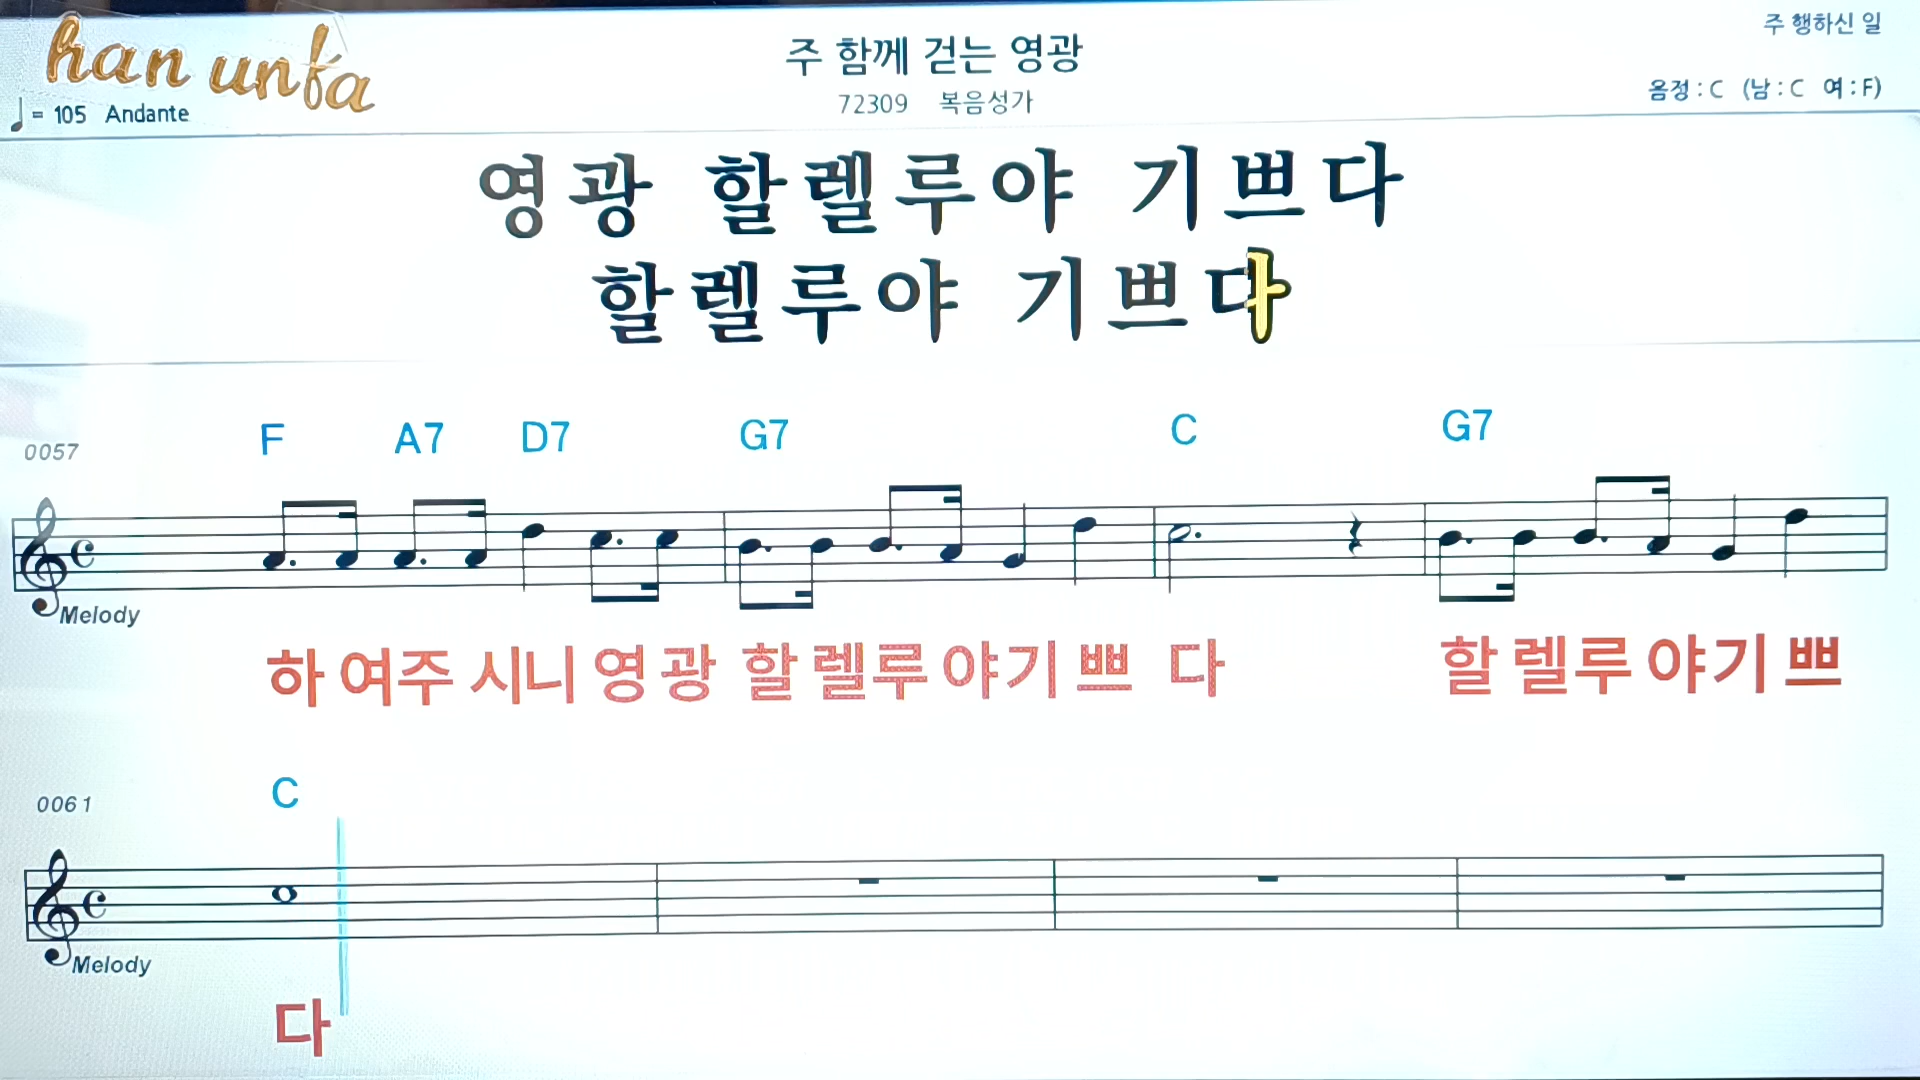 han unfa
♩= 105 Andante
주 함께 걷는 영광
72309 복음성가
주 행하신 일
음정 : C (남 : C 여 : F)
영광 할렐루야 기쁘다
할렐루야 기쁘다
0057 F A7 D7 G7 C G7
Melody
하 여주 시니 영 광 할 렐루 야기 쁘 다 할 렐루 야기 쁘
0061 C
Melody
다